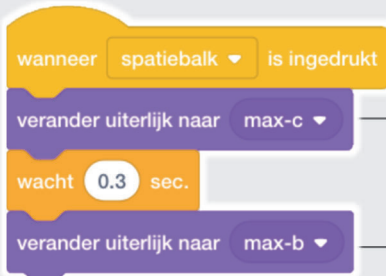 wanneer spatiebalk is ingedrukt
verander uiterlijk naar max-c
wacht 0.3 sec.
verander uiterlijk naar max-b